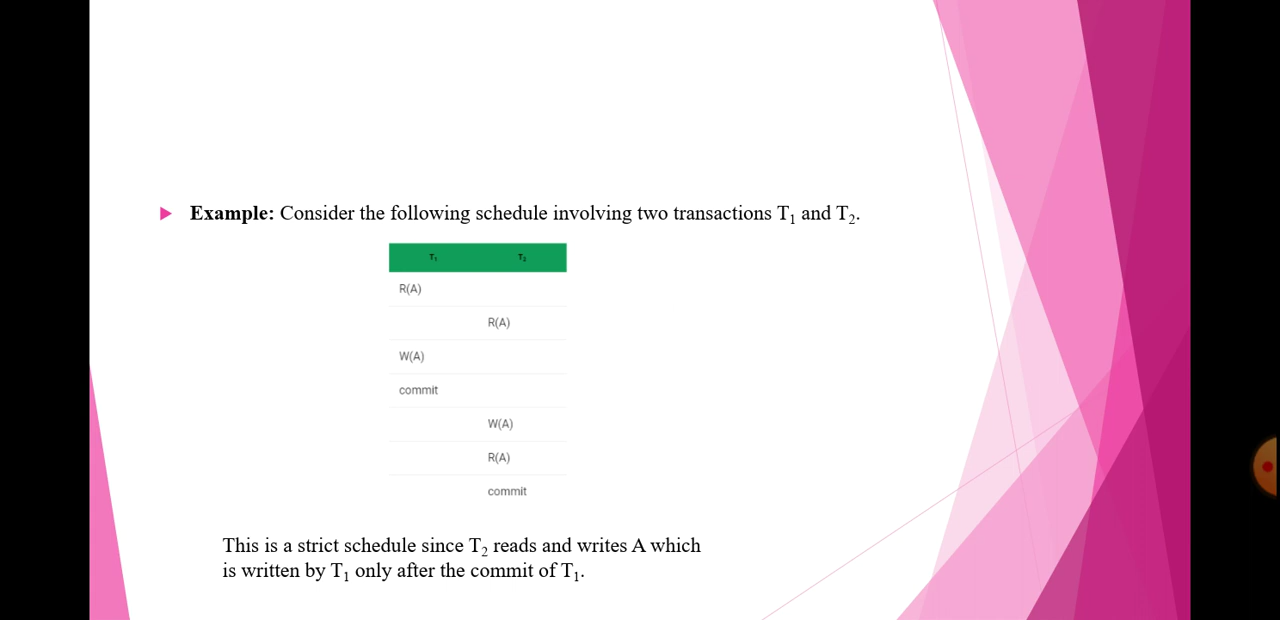 Example: Consider the following schedule involving two transactions T₁ and T₂.
T₁ T₂
R(A)
R(A)
W(A)
commit
W(A)
R(A)
commit
This is a strict schedule since T₂ reads and writes A which
is written by T₁ only after the commit of T₁.